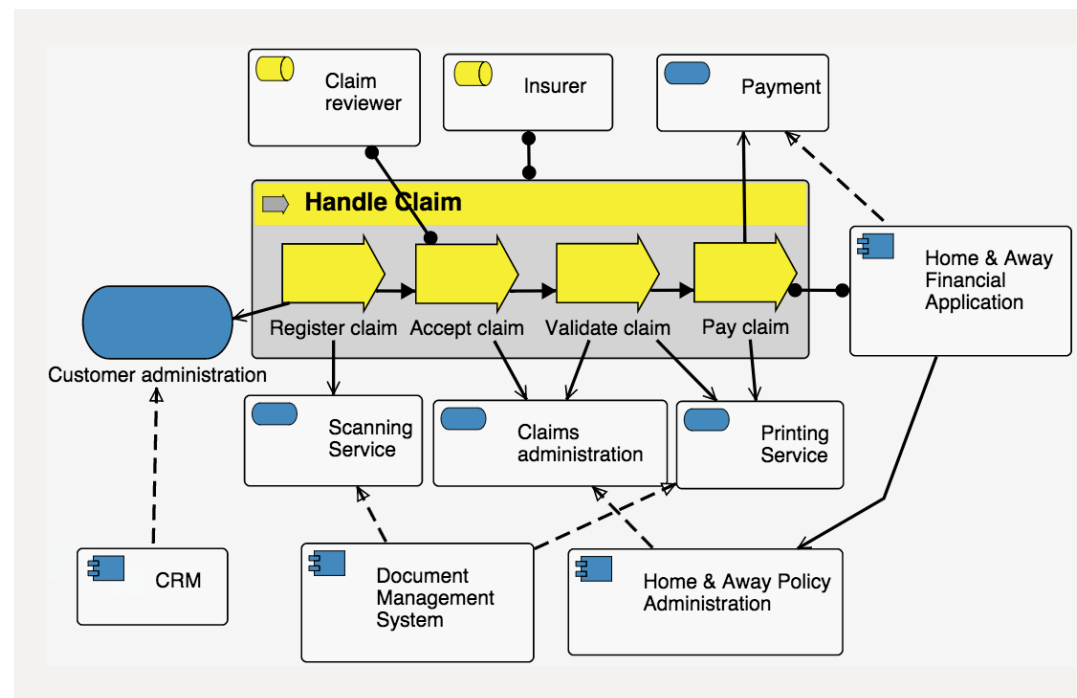 Claim
reviewer
Insurer
Payment
Handle Claim
Home & Away
Financial
Application
Register claim
Accept claim
Validate claim
Pay claim
Customer administration
Scanning
Service
Claims
administration
Printing
Service
CRM
Document
Management
System
Home & Away Policy
Administration